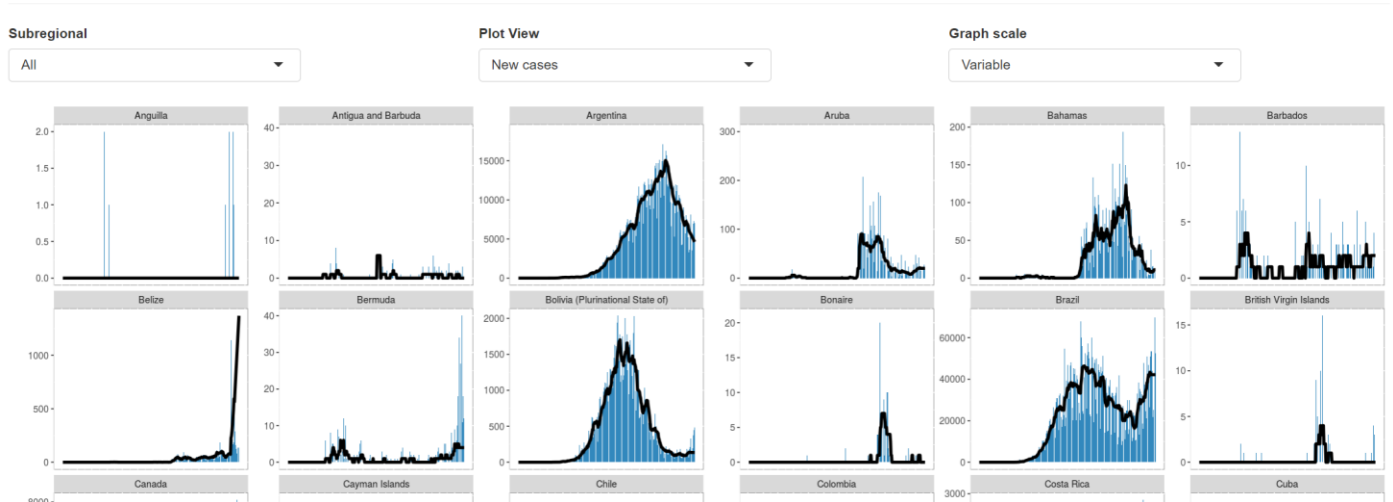 Subregional Plot View Graph scale
All New cases Variable
Anguilla Antigua and Barbuda Argentina Aruba Bahamas Barbados
2.0 1.5 1.0 0.5 0.0
40 30 20 10 0
15000 10000 5000 0
300 200 100 0
200 150 100 50 0
10 5 0
Belize Bermuda Bolivia (Plurinational State of) Bonaire Brazil British Virgin Islands
1000 500 0
40 30 20 10 0
2000 1500 1000 500 0
20 15 10 5 0
60000 40000 20000 0
15 10 5 0
Canada Cayman Islands Chile Colombia Costa Rica Cuba
8000 3000